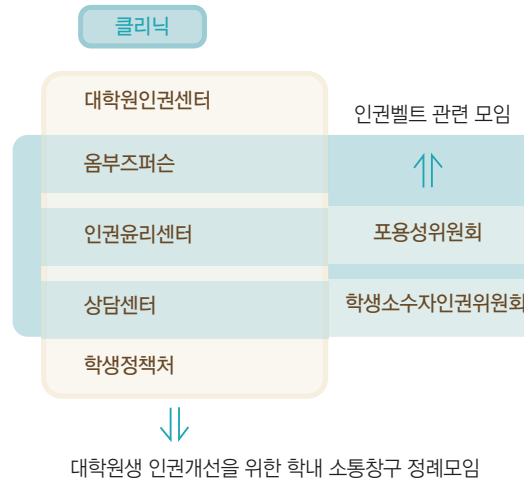 클리닉
대학원인권센터
인권벨트 관련 모임
옴부즈퍼슨
인권윤리센터
포용성위원회
상담센터
학생소수자인권위원회
학생정책처
대학원생 인권개선을 위한 학내 소통창구 정례모임